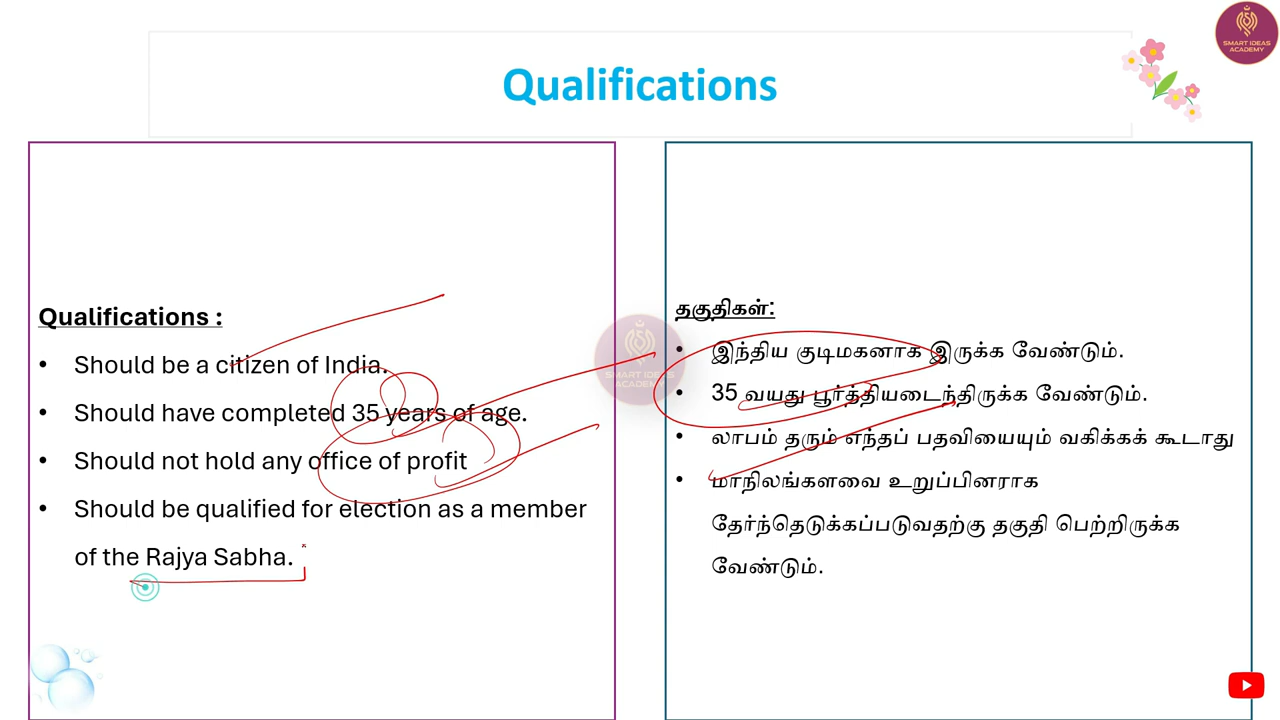 SMART IDEAS
ACADEMY
Qualifications
Qualifications :
• Should be a citizen of India.
• Should have completed 35 years of age.
• Should not hold any office of profit
• Should be qualified for election as a member
of the Rajya Sabha.
SMART IDEAS
ACADEMY
தகுதிகள்:
• இந்திய குடிமகனாக இருக்க வேண்டும்.
• 35 வயது பூர்த்தியடைந்திருக்க வேண்டும்.
• லாபம் தரும் எந்தப் பதவியையும் வகிக்கக் கூடாது
• மாநிலங்களவை உறுப்பினராக
தேர்ந்தெடுக்கப்படுவதற்கு தகுதி பெற்றிருக்க
வேண்டும்.